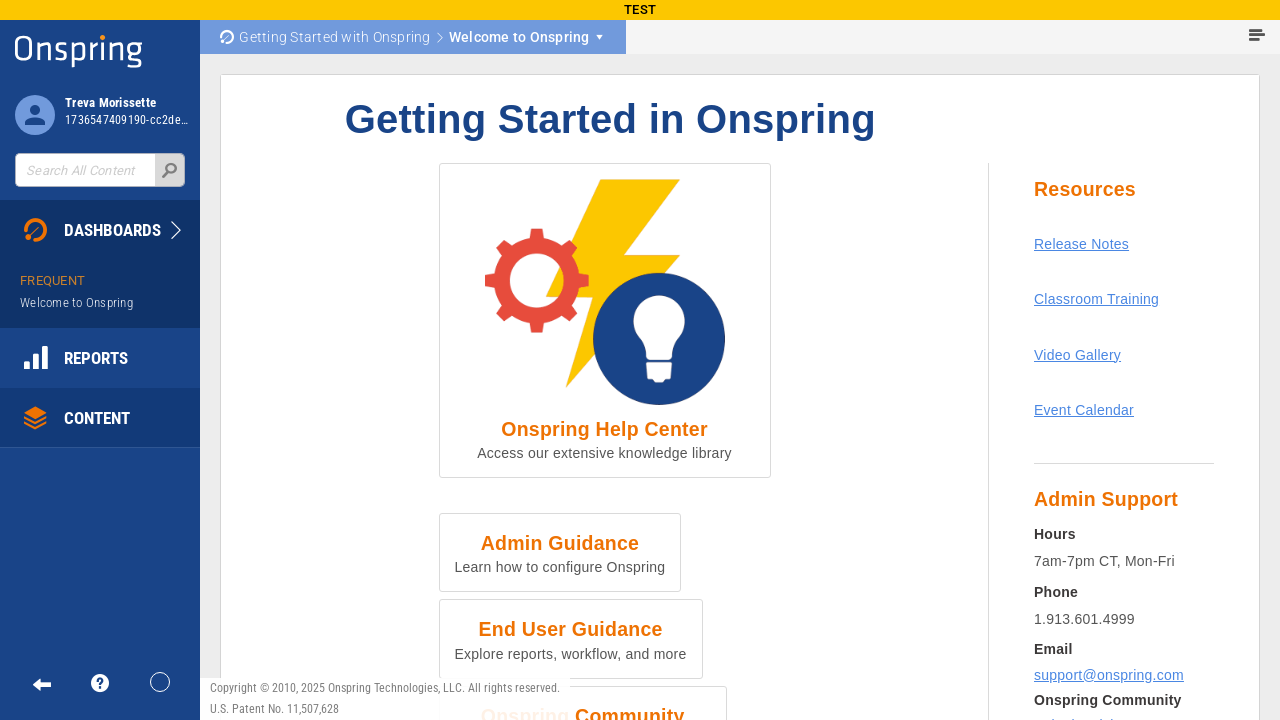 TEST
Onspring
Getting Started with Onspring
Welcome to Onspring
Treva Morissette
1736547409190-cc2de…
Search All Content
DASHBOARDS
FREQUENT
Welcome to Onspring
REPORTS
CONTENT
Getting Started in Onspring
Onspring Help Center
Access our extensive knowledge library
Admin Guidance
Learn how to configure Onspring
End User Guidance
Explore reports, workflow, and more
Onspring Community
Resources
Release Notes
Classroom Training
Video Gallery
Event Calendar
Admin Support
Hours
7am-7pm CT, Mon-Fri
Phone
1.913.601.4999
Email
support@onspring.com
Onspring Community
Copyright © 2010, 2025 Onspring Technologies, LLC. All rights reserved.
U.S. Patent No. 11,507,628